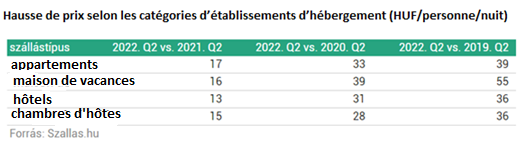 Hausse de prix selon les catégories d’établissements d’hébergement (HUF/personne/nuit)
szállástípus 2022. Q2 vs. 2021. Q2 2022. Q2 vs. 2020. Q2 2022. Q2 vs. 2019. Q2
appartements 17 33 39
maison de vacances 16 39 55
hôtels 13 31 36
chambres d'hôtes 15 28 36
Forrás: Szallas.hu